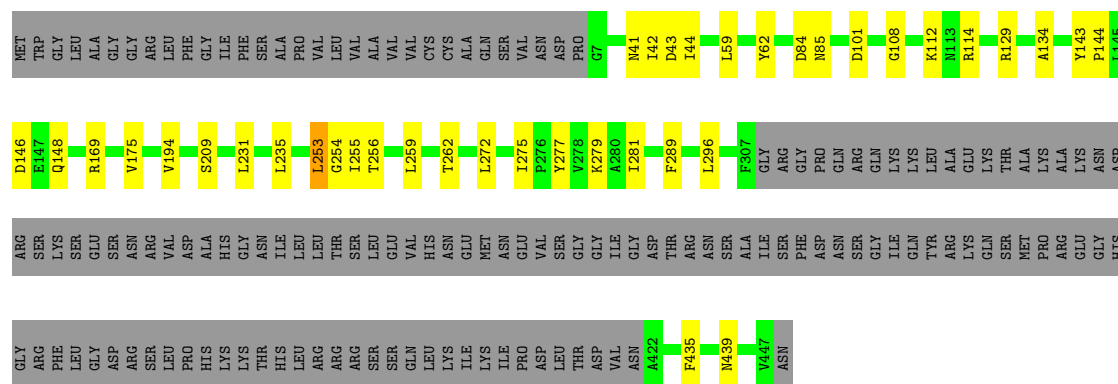 MET TRP GLY LEU LEU ALA GLY GLY ARG LEU PHE GLY ILE PHE SER ALA PRO VAL LEU VAL ALA VAL VAL CYS CYS ALA GLN SER VAL ASN ASP PRO G7 N41 I42 D43 I44 L59 Y62 D84 N85 D101 G108 K112 N113 R114 R129 A134 Y143 P144 L145
D146 E147 Q148 R169 V175 V194 S209 L231 L235 L253 G254 I255 T256 L259 T262 L272 I275 P276 Y277 V278 K279 A280 I281 F289 L296 F307 GLY ARG GLY PRO GLN ARG GLN LYS LYS LEU ALA GLU LYS THR ALA LYS ALA LYS ASN ASP
ARG SER LYS SER GLU SER ASN ARG VAL ASP ALA HIS GLY ASN ILE LEU LEU THR SER LEU GLU VAL HIS ASN GLU MET ASN GLU VAL SER GLY GLY ILE GLY ASP THR ARG ASN SER ALA ILE SER PHE ASP ASN SER GLY ILE GLN TYR ARG LYS GLN SER MET PRO ARG GLU GLY HIS
GLY ARG PHE LEU GLY ASP ARG SER LEU PRO HIS LYS LYS THR HIS LEU ARG ARG ARG SER SER GLN LEU LYS ILE LYS ILE PRO ASP LEU THR ASP VAL ASN A422 F435 N439 V447 ASN